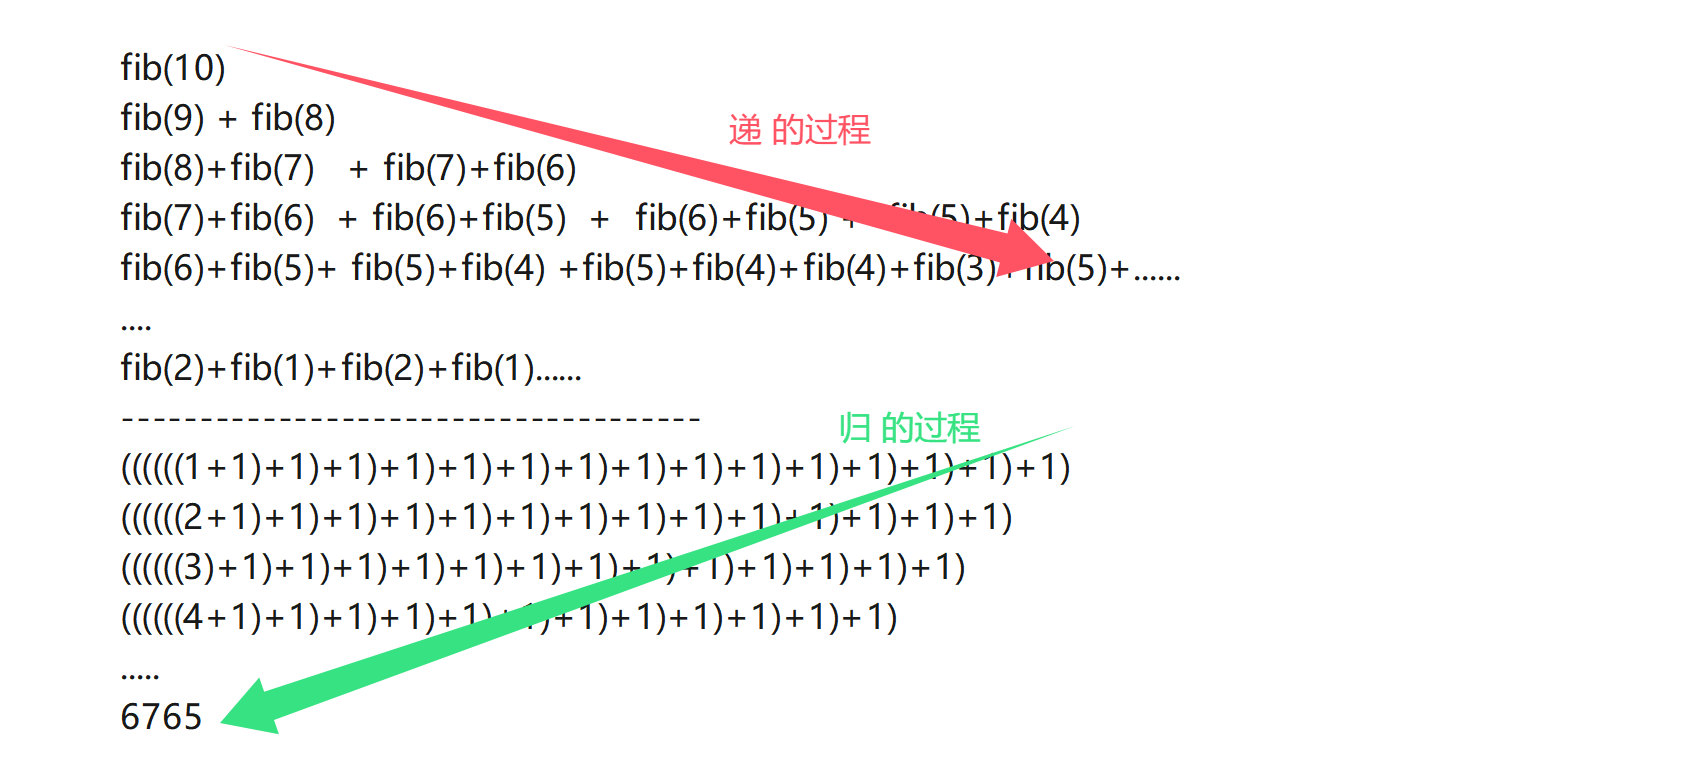 fib(10)
fib(9) + fib(8)
递 的过程
fib(8)+fib(7) + fib(7)+fib(6)
fib(7)+fib(6) + fib(6)+fib(5) + fib(6)+fib(5) + fib(5)+fib(4)
fib(6)+fib(5)+ fib(5)+fib(4) +fib(5)+fib(4)+fib(4)+fib(3)+fib(5)+......
....
fib(2)+fib(1)+fib(2)+fib(1)......
-------------------------------------
归 的过程
((((((1+1)+1)+1)+1)+1)+1)+1)+1)+1)+1)+1)+1)+1)+1)+1)
((((((2+1)+1)+1)+1)+1)+1)+1)+1)+1)+1)+1)+1)+1)+1)
((((((3)+1)+1)+1)+1)+1)+1)+1)+1)+1)+1)+1)+1)+1)
((((((4+1)+1)+1)+1)+1)+1)+1)+1)+1)+1)+1)+1)
.....
6765